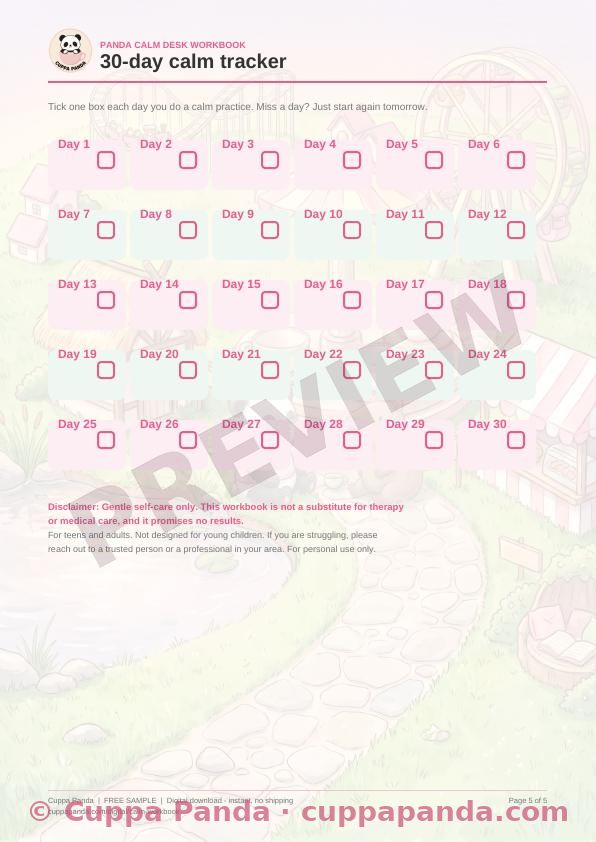 CUPPA PANDA
PANDA CALM DESK WORKBOOK
30-day calm tracker
Tick one box each day you do a calm practice. Miss a day? Just start again tomorrow.
Day 1 Day 2 Day 3 Day 4 Day 5 Day 6
Day 7 Day 8 Day 9 Day 10 Day 11 Day 12
Day 13 Day 14 Day 15 Day 16 Day 17 Day 18
Day 19 Day 20 Day 21 Day 22 Day 23 Day 24
Day 25 Day 26 Day 27 Day 28 Day 29 Day 30
PREVIEW
Disclaimer: Gentle self-care only. This workbook is not a substitute for therapy
or medical care, and it promises no results.
For teens and adults. Not designed for young children. If you are struggling, please
reach out to a trusted person or a professional in your area. For personal use only.
Cuppa Panda | FREE SAMPLE | Digital download - instant, no shipping Page 5 of 5
© Cuppa Panda · cuppapanda.com